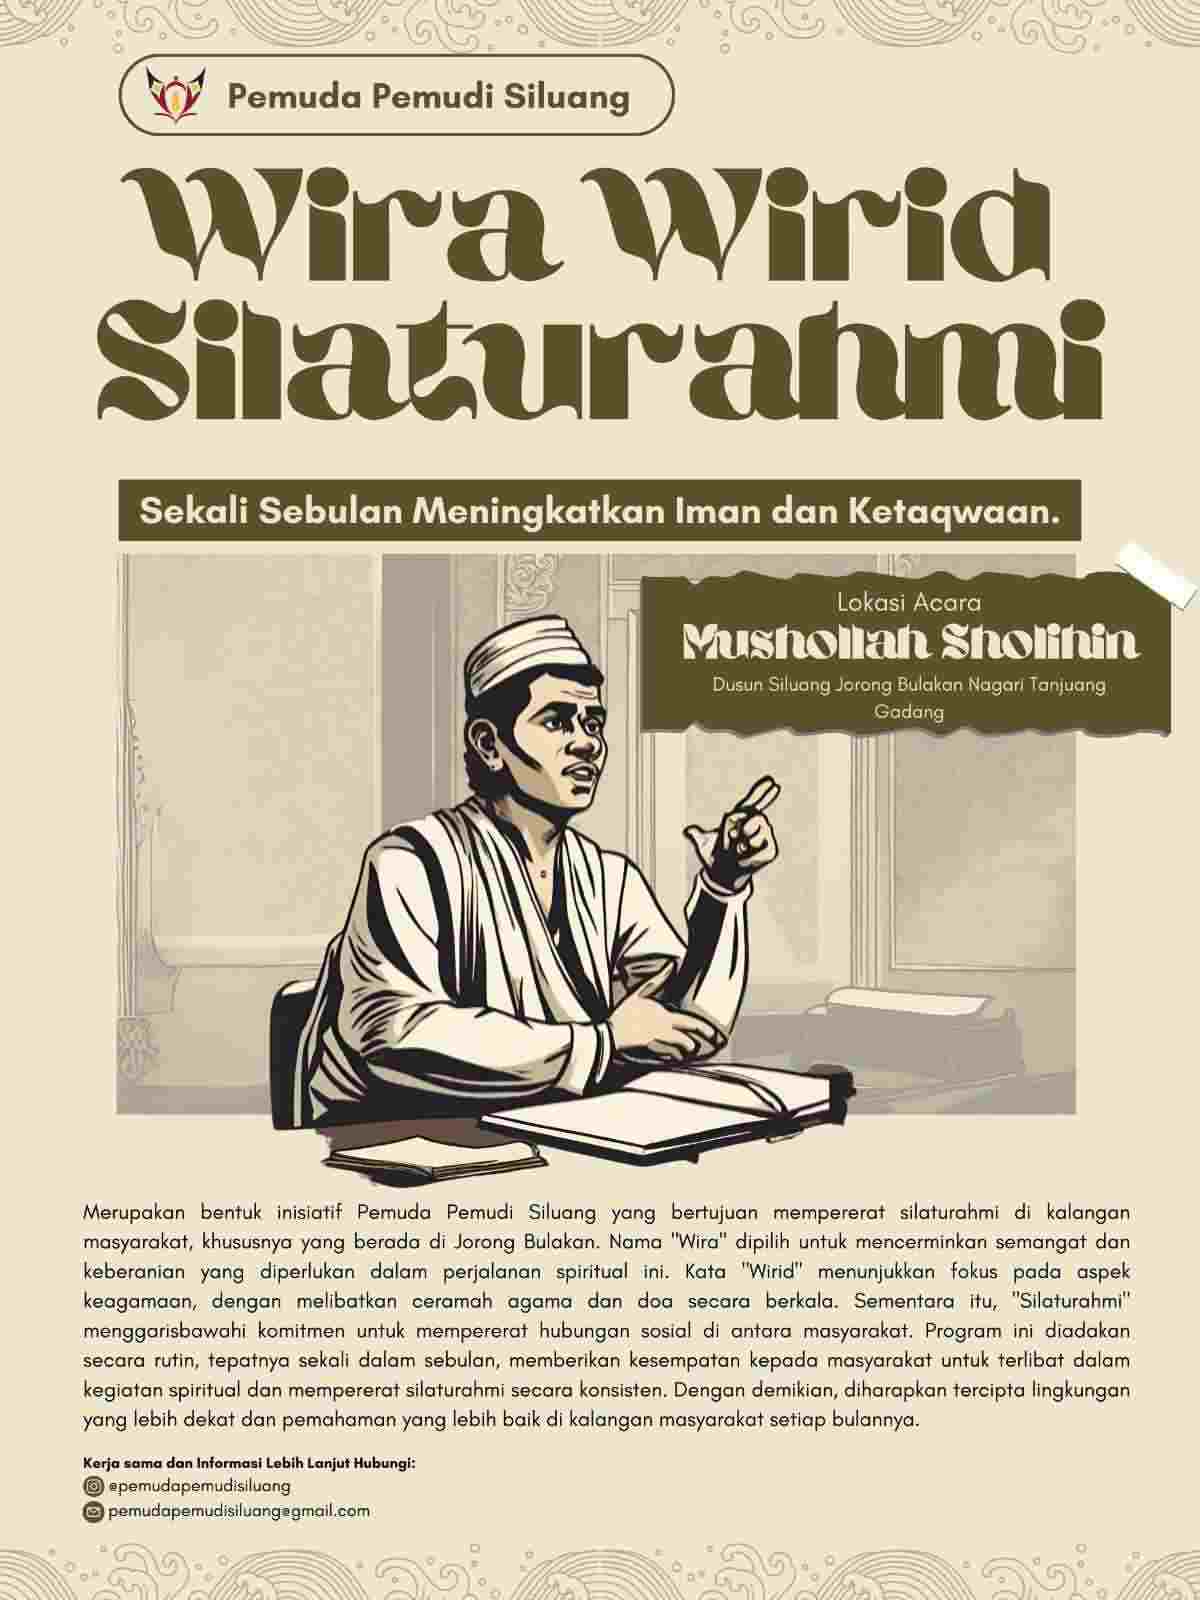 Pemuda Pemudi Siluang
Wira Wirid
Silaturahmi
Sekali Sebulan Meningkatkan Iman dan Ketaqwaan.
Lokasi Acara
Mushollah Sholihin
Dusun Siluang Jorong Bulakan Nagari Tanjuang
Gadang
Merupakan bentuk inisiatif Pemuda Pemudi Siluang yang bertujuan mempererat silaturahmi di kalangan
masyarakat, khususnya yang berada di Jorong Bulakan. Nama "Wira" dipilih untuk mencerminkan semangat dan
keberanian yang diperlukan dalam perjalanan spiritual ini. Kata "Wirid" menunjukkan fokus pada aspek
keagamaan, dengan melibatkan ceramah agama dan doa secara berkala. Sementara itu, "Silaturahmi"
menggarisbawahi komitmen untuk mempererat hubungan sosial di antara masyarakat. Program ini diadakan
secara rutin, tepatnya sekali dalam sebulan, memberikan kesempatan kepada masyarakat untuk terlibat dalam
kegiatan spiritual dan mempererat silaturahmi secara konsisten. Dengan demikian, diharapkan tercipta lingkungan
yang lebih dekat dan pemahaman yang lebih baik di kalangan masyarakat setiap bulannya.
Kerja sama dan Informasi Lebih Lanjut Hubungi:
@pemudapemudisiluang
pemudapemudisiluang@gmail.com